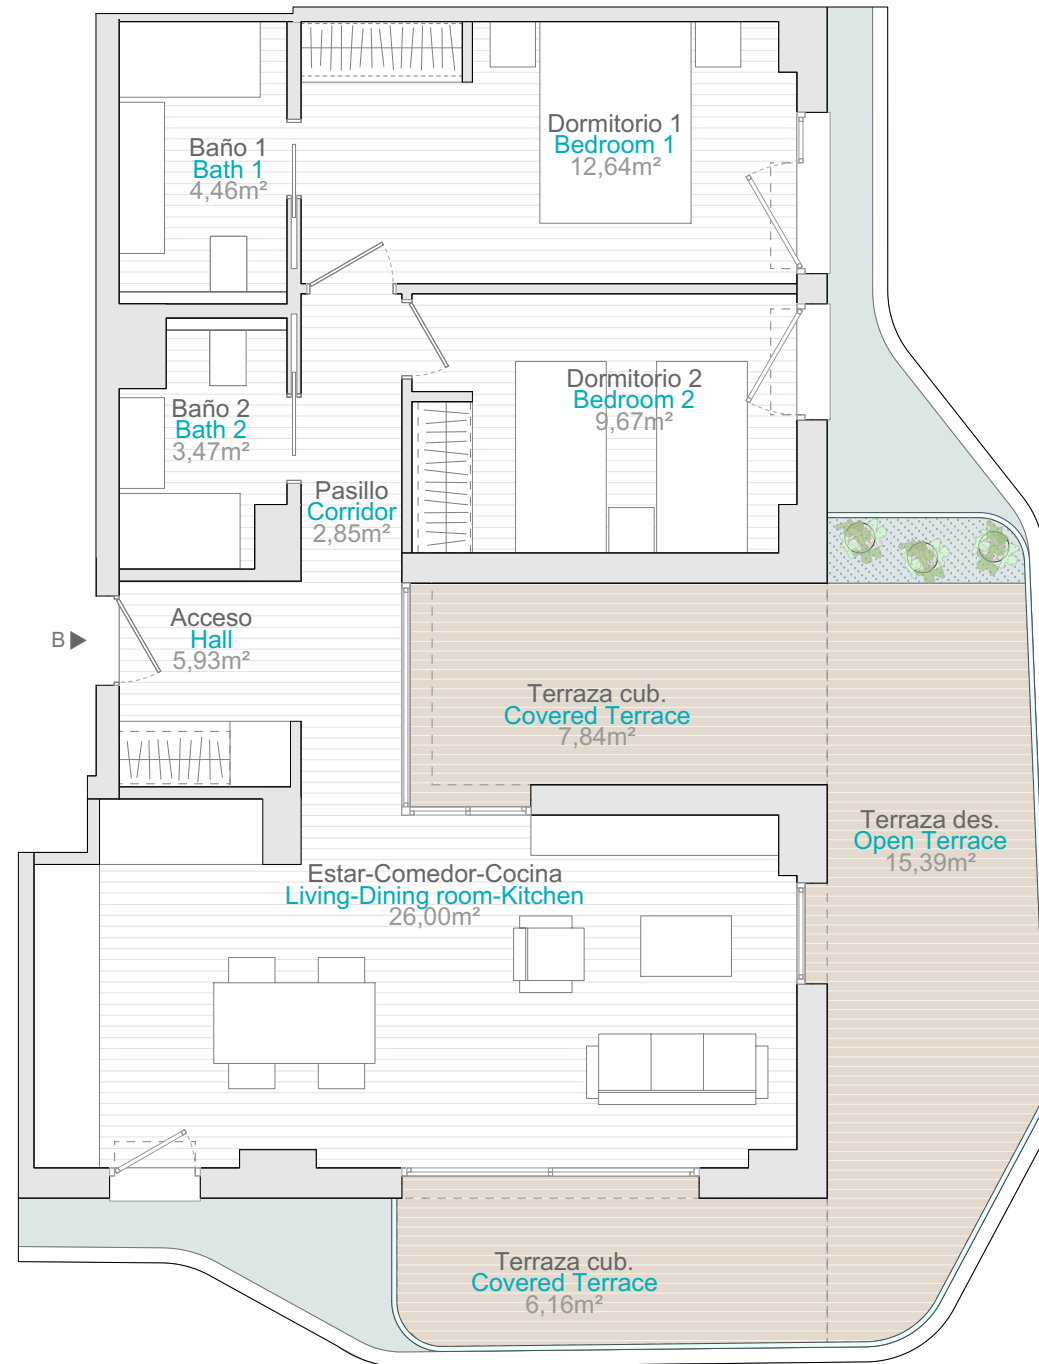 Dormitorio 1
Bedroom 1
12,64m²
Baño 1
Bath 1
4,46m²
Dormitorio 2
Bedroom 2
9,67m²
Baño 2
Bath 2
3,47m²
Pasillo
Corridor
2,85m²
Acceso
Hall
5,93m²
B
Terraza cub.
Covered Terrace
7,84m²
Terraza des.
Open Terrace
15,39m²
Estar-Comedor-Cocina
Living-Dining room-Kitchen
26,00m²
Terraza cub.
Covered Terrace
6,16m²